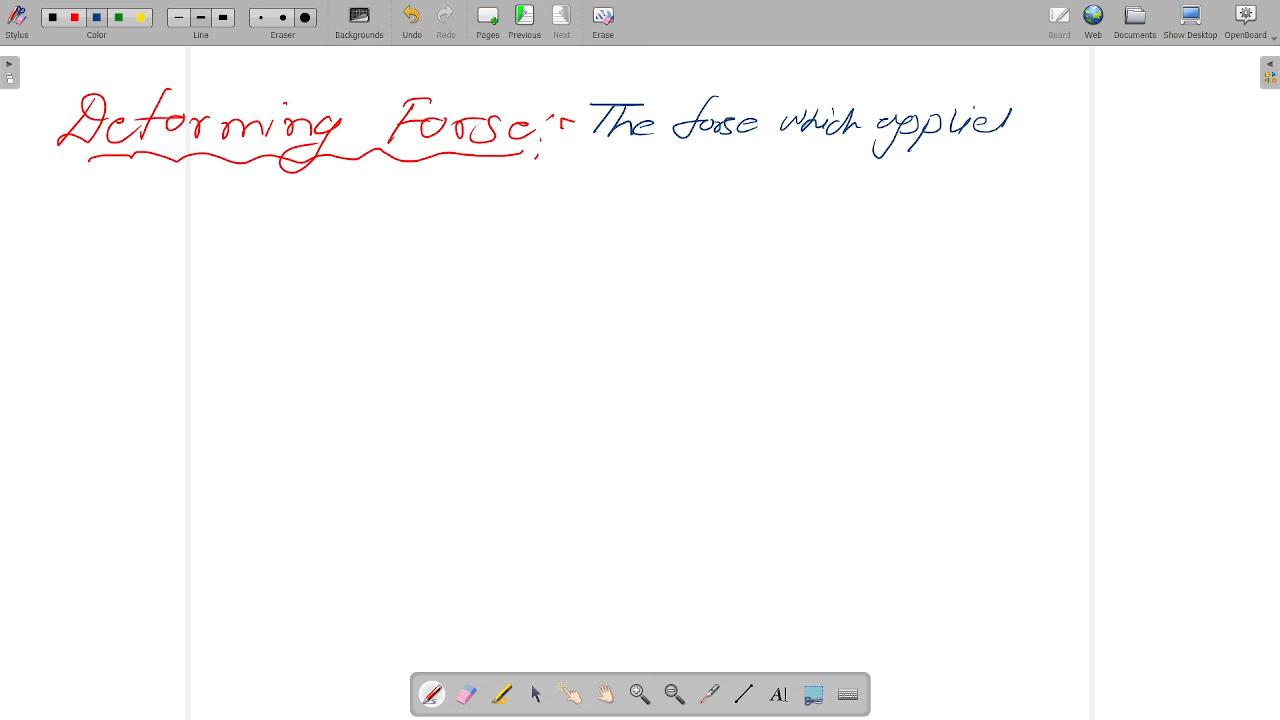 Stylus Color Line Eraser Backgrounds Undo Redo Pages Previous Next Erase Board Web Documents Show Desktop OpenBoard
Deforming Forse :- The forse which applied
AI